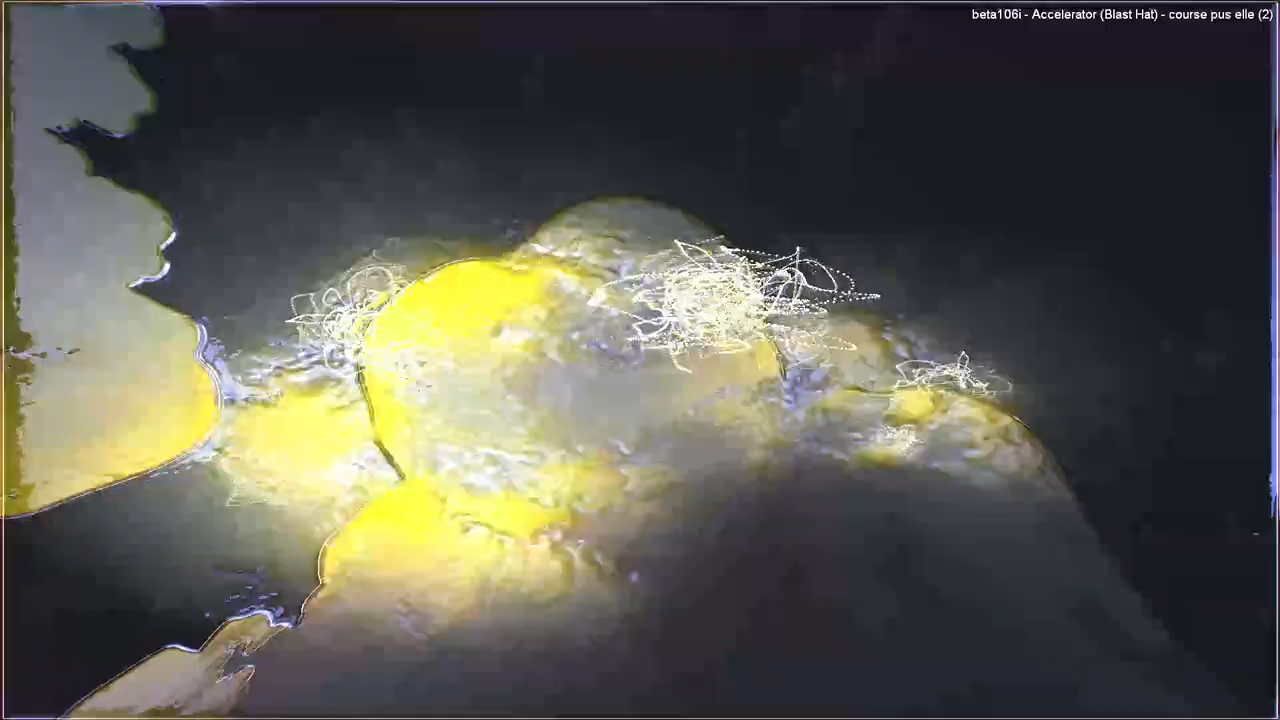 beta106i - Accelerator (Blast Hat) - course pus elle (2)